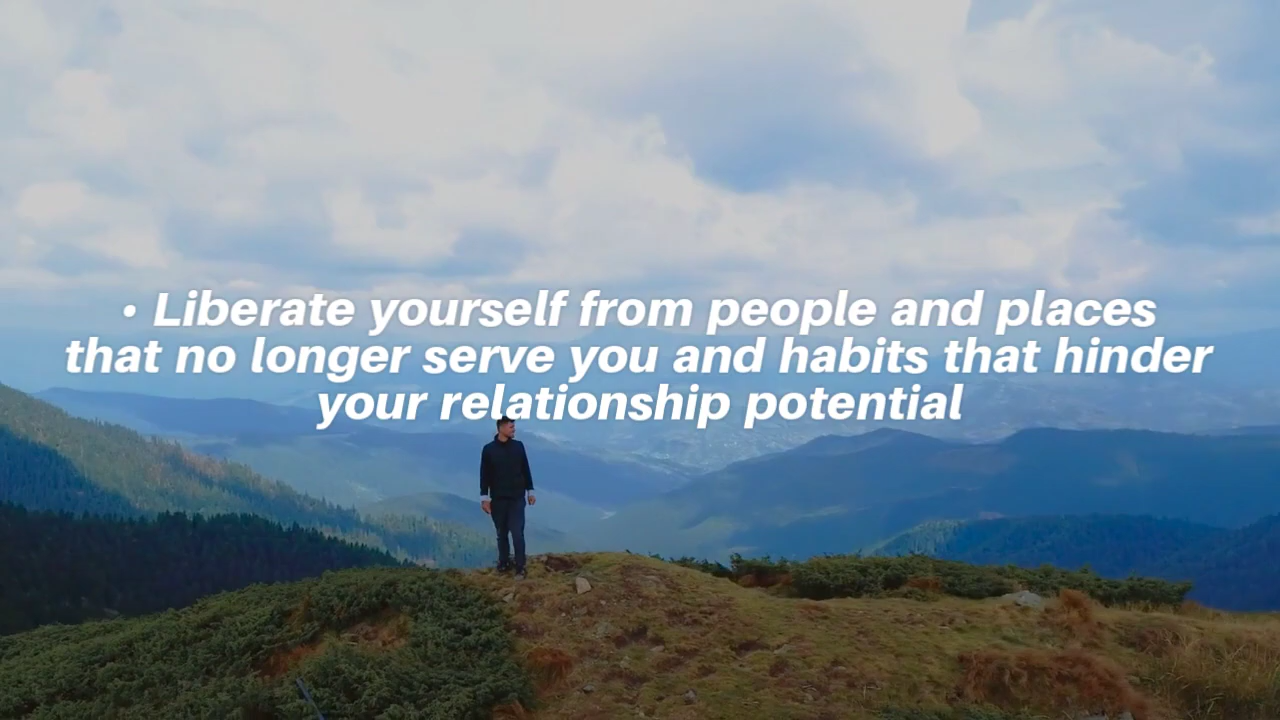 • Liberate yourself from people and places
that no longer serve you and habits that hinder
your relationship potential